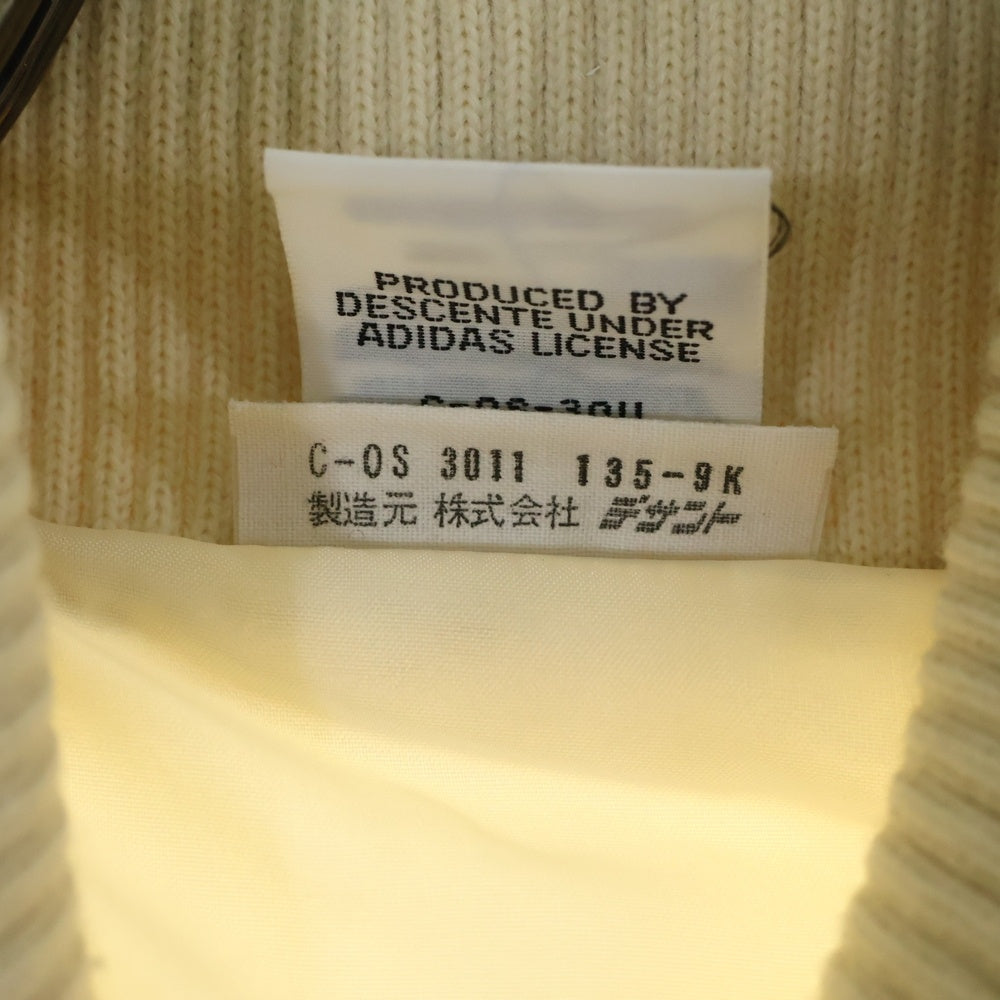 PRODUCED BY
DESCENTE UNDER
ADIDAS LICENSE
C-OS 3011 135-9K
製造元 株式会社 デサント